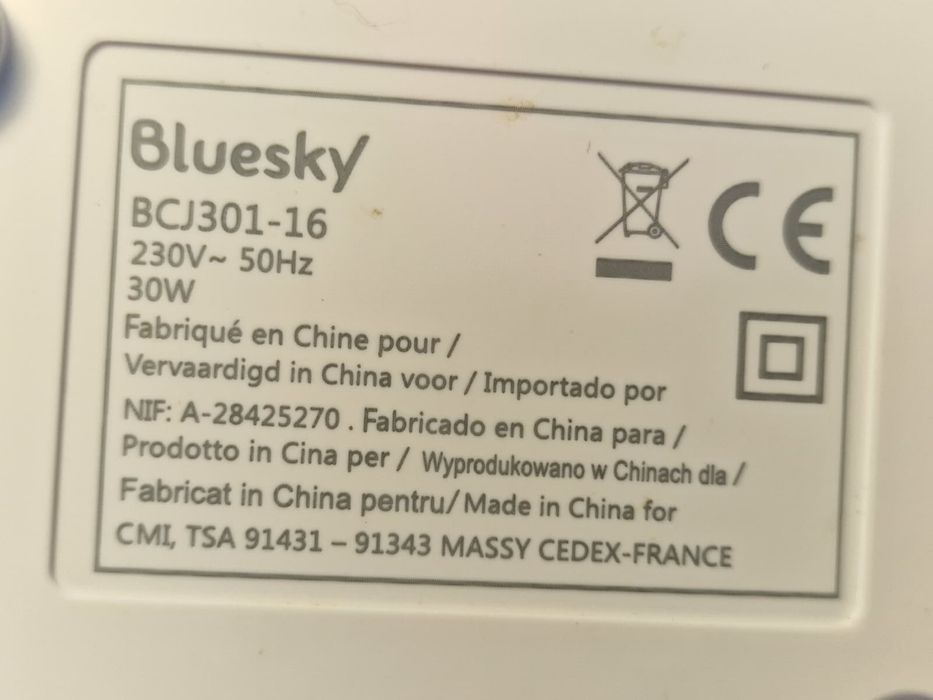 Bluesky
BCJ301-16
230V~ 50Hz
30W
Fabriqué en Chine pour /
Vervaardigd in China voor / Importado por
NIF: A-28425270 . Fabricado en China para /
Prodotto in Cina per / Wyprodukowano w Chinach dla /
Fabricat in China pentru/ Made in China for
CMI, TSA 91431 – 91343 MASSY CEDEX-FRANCE
CE